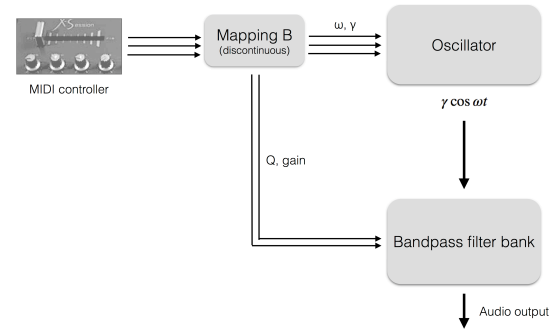 MIDI controller
Mapping B
(discontinuous)
ω, γ
Oscillator
γ cos ωt
Q, gain
Bandpass filter bank
Audio output